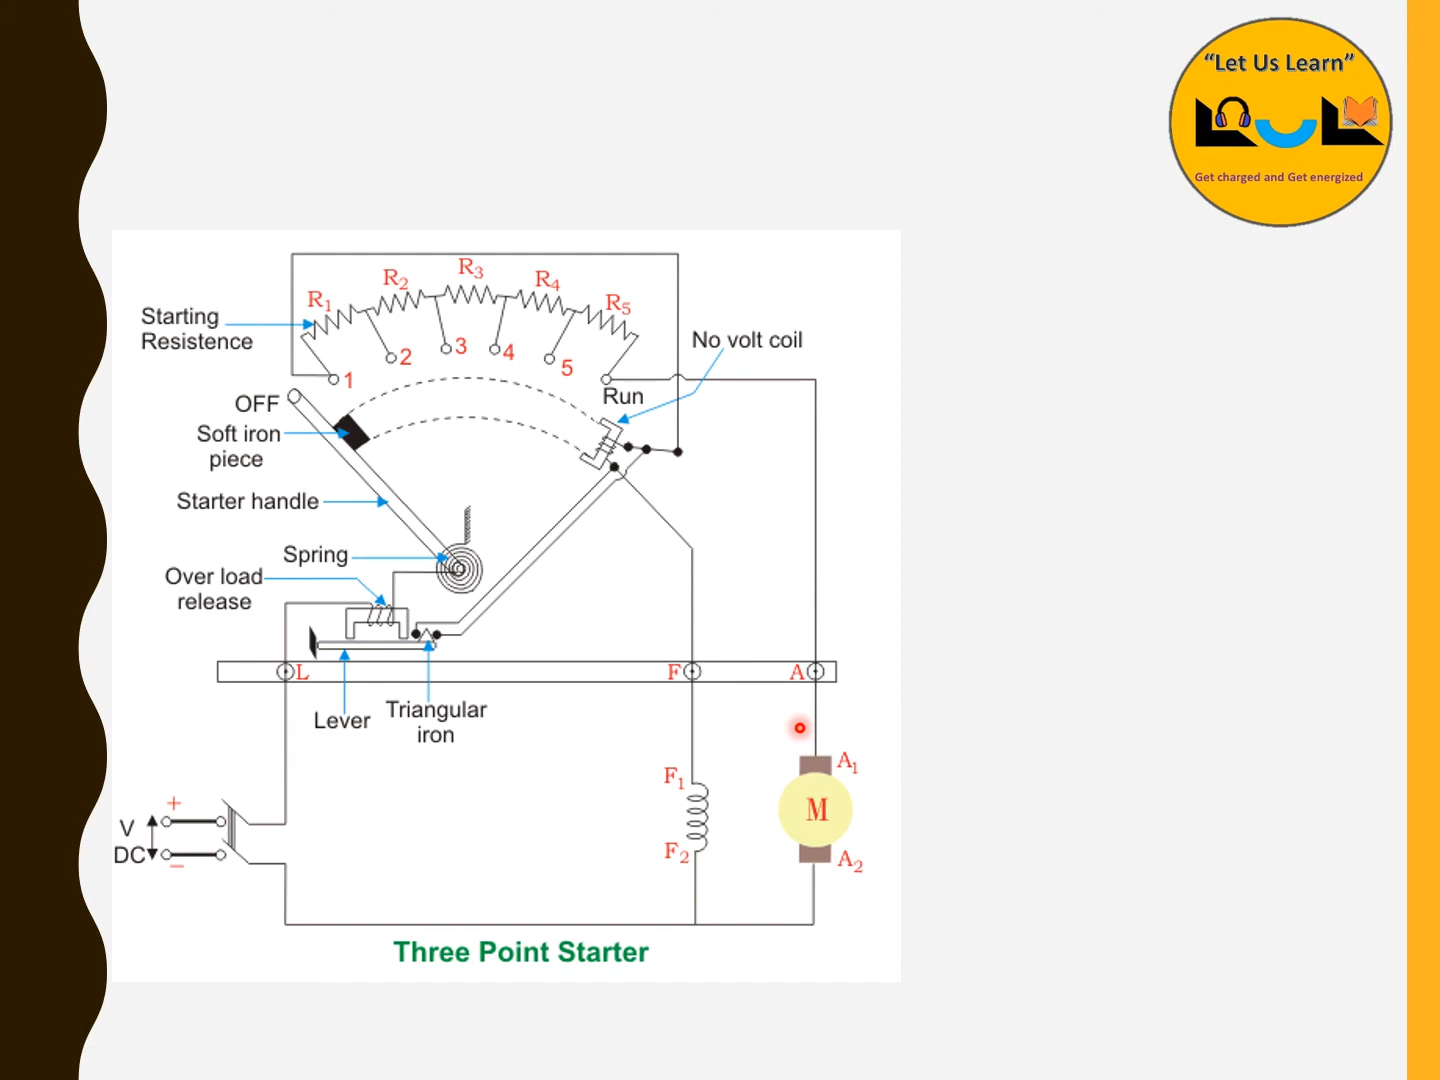 “Let Us Learn”
Get charged and Get energized
R1
R2
R3
R4
R5
Starting
Resistence
1
2
3
4
5
No volt coil
Run
OFF
Soft iron
piece
Starter handle
Spring
Over load
release
L
F
A
Lever
Triangular
iron
F1
F2
A1
M
A2
+
V
DC
−
Three Point Starter